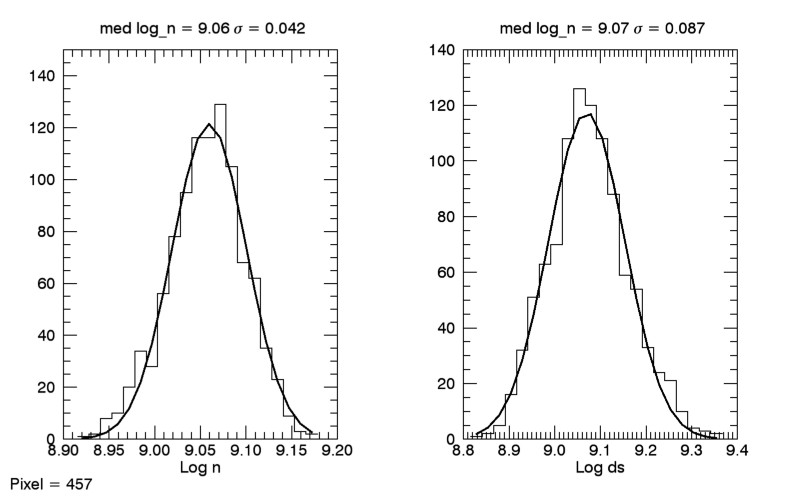 med log_n = 9.06 σ = 0.042
med log_n = 9.07 σ = 0.087
140
120
100
80
60
40
20
0
8.90 8.95 9.00 9.05 9.10 9.15 9.20
Log n
140
120
100
80
60
40
20
0
8.8 8.9 9.0 9.1 9.2 9.3 9.4
Log ds
Pixel = 457